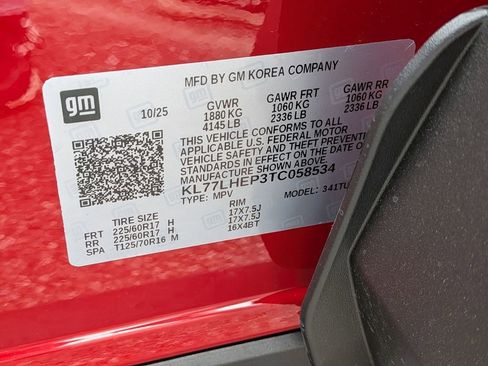 MFD BY GM KOREA COMPANY
gm
10/25
GVWR GAWR FRT GAWR RR
1880 KG 1060 KG 1060 KG
4145 LB 2336 LB 2336 LB
THIS VEHICLE CONFORMS TO ALL
APPLICABLE U.S. FEDERAL MOTOR
VEHICLE SAFETY AND THEFT PREVENTION
STANDARDS IN EFFECT ON THE DATE OF
MANUFACTURE SHOWN ABOVE.
KL77LHEP3TC058534
TYPE: MPV MODEL: 341TU
TIRE SIZE RIM
FRT 225/60R17 H 17X7.5J
RR 225/60R17 H 17X7.5J
SPA T125/70R16 M 16X4BT